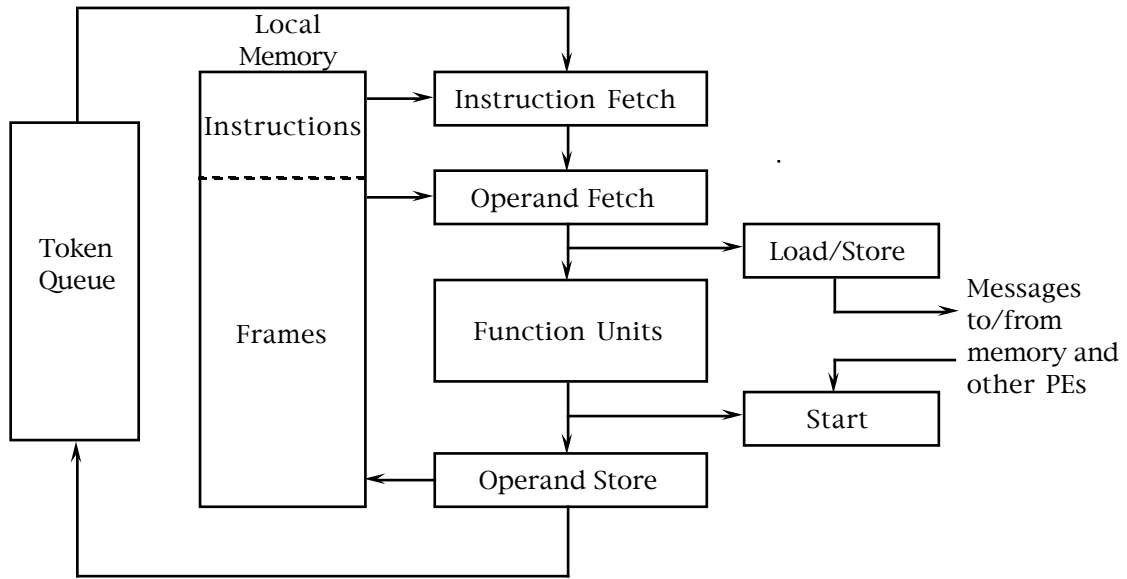 Local
Memory
Instruction Fetch
Instructions
Operand Fetch
Token
Queue
Load/Store
Messages
to/from
memory and
other PEs
Frames
Function Units
Start
Operand Store